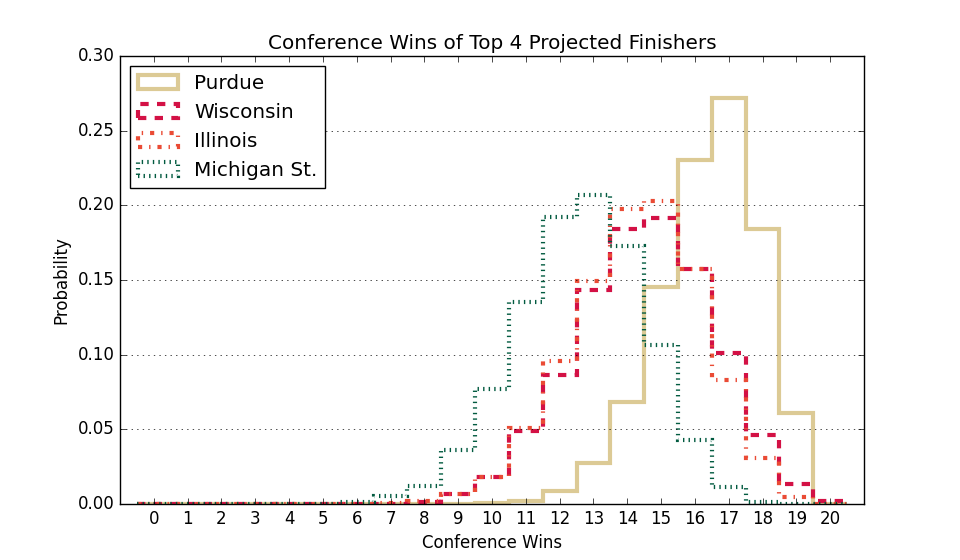 Conference Wins of Top 4 Projected Finishers
0.30
0.25
0.20
0.15
0.10
0.05
0.00
Probability
Purdue
Wisconsin
Illinois
Michigan St.
0 1 2 3 4 5 6 7 8 9 10 11 12 13 14 15 16 17 18 19 20
Conference Wins